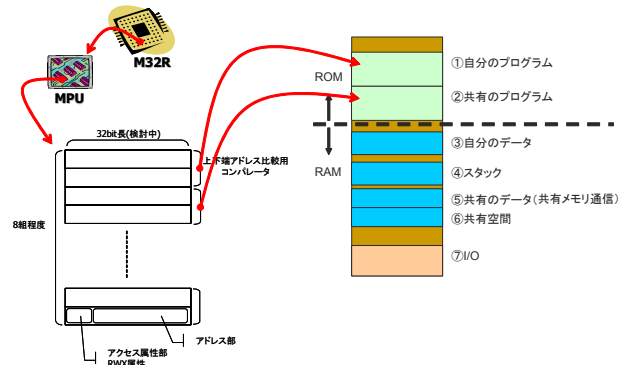 M32R
MPU
32bit長(検討中)
上下端アドレス比較用
コンパレータ
8組程度
アドレス部
アクセス属性部
RWX属性
ROM
RAM
①自分のプログラム
②共有のプログラム
③自分のデータ
④スタック
⑤共有のデータ(共有メモリ通信)
⑥共有空間
⑦I/O